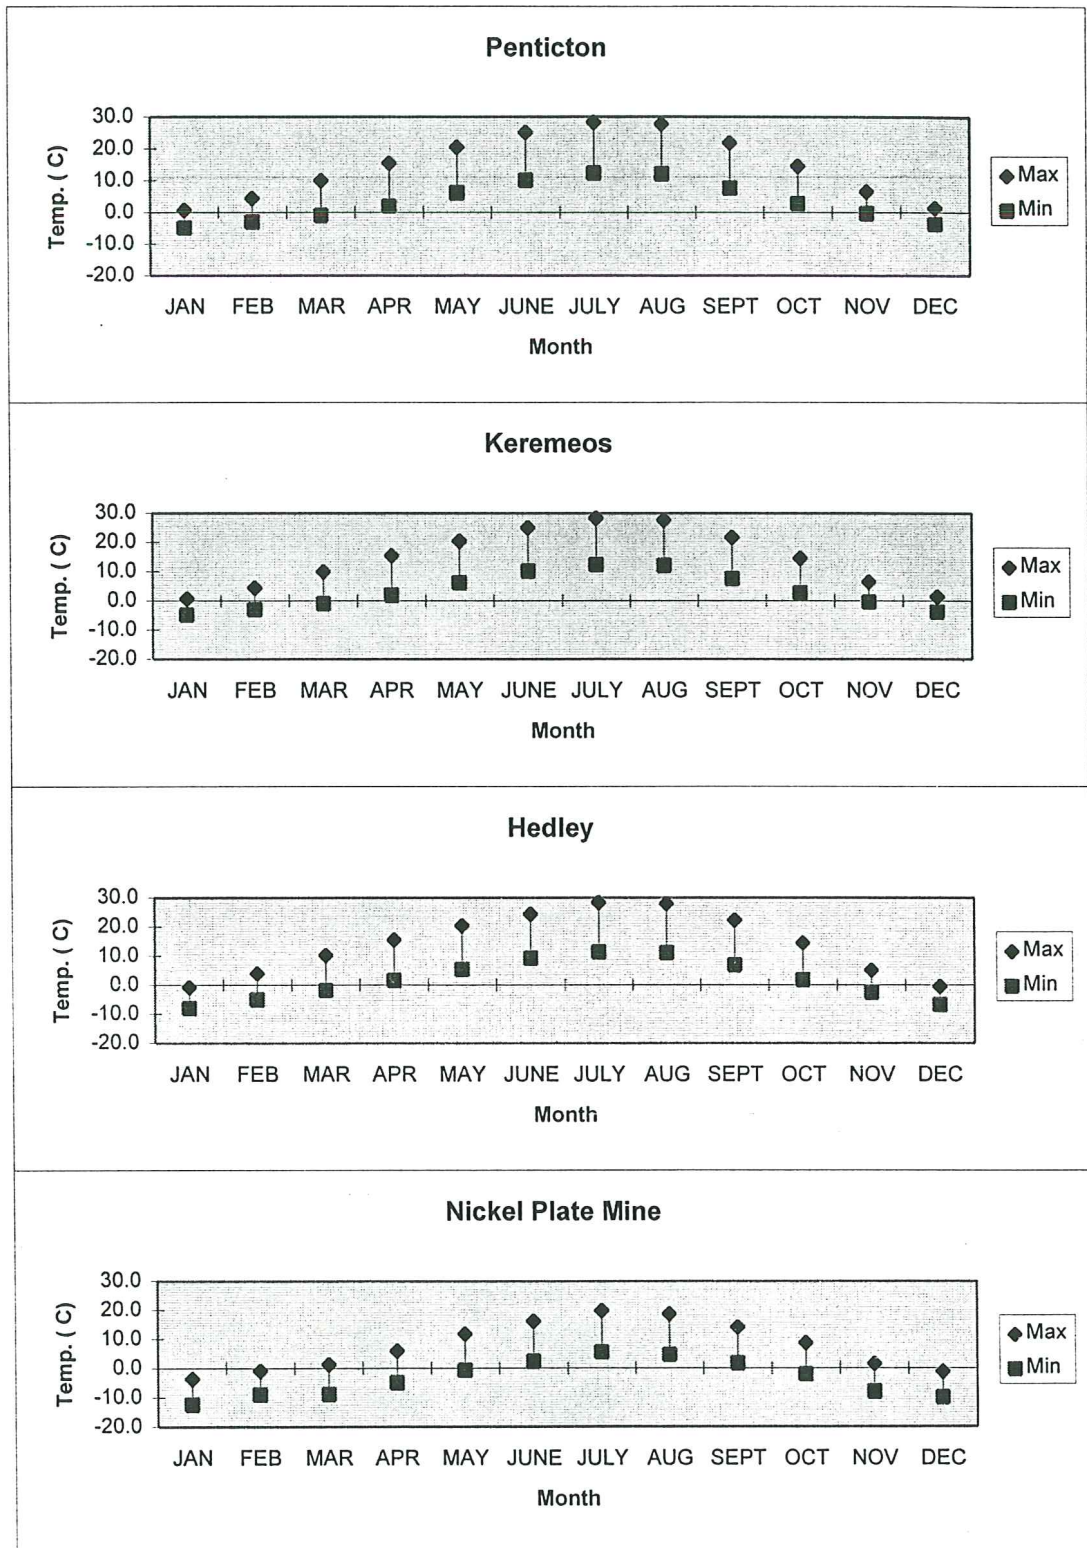 Penticton
30.0
20.0
10.0
0.0
-10.0
-20.0
Temp. ( C)
JAN FEB MAR APR MAY JUNE JULY AUG SEPT OCT NOV DEC
Month
Max
Min
Keremeos
30.0
20.0
10.0
0.0
-10.0
-20.0
Temp. ( C)
JAN FEB MAR APR MAY JUNE JULY AUG SEPT OCT NOV DEC
Month
Max
Min
Hedley
30.0
20.0
10.0
0.0
-10.0
-20.0
Temp. ( C)
JAN FEB MAR APR MAY JUNE JULY AUG SEPT OCT NOV DEC
Month
Max
Min
Nickel Plate Mine
30.0
20.0
10.0
0.0
-10.0
-20.0
Temp. ( C)
JAN FEB MAR APR MAY JUNE JULY AUG SEPT OCT NOV DEC
Month
Max
Min